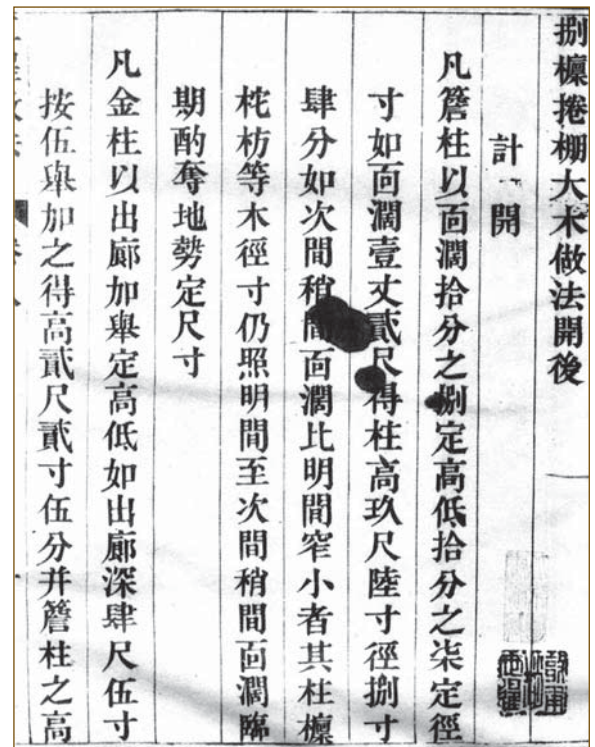 捌檩捲棚大木做法開後
計開
凡簷柱以面濶拾分之捌定高低拾分之柒定徑
寸如面濶壹丈貳尺得柱高玖尺陸寸徑捌寸
肆分如次間稍間面濶比明間窄小者其柱檩
柁枋等木徑寸仍照明間至次間稍間面濶臨
期酌奪地勢定尺寸
凡金柱以出廊加舉定高低如出廊深肆尺伍寸
按伍舉加之得高貳尺貳寸伍分并簷柱之高